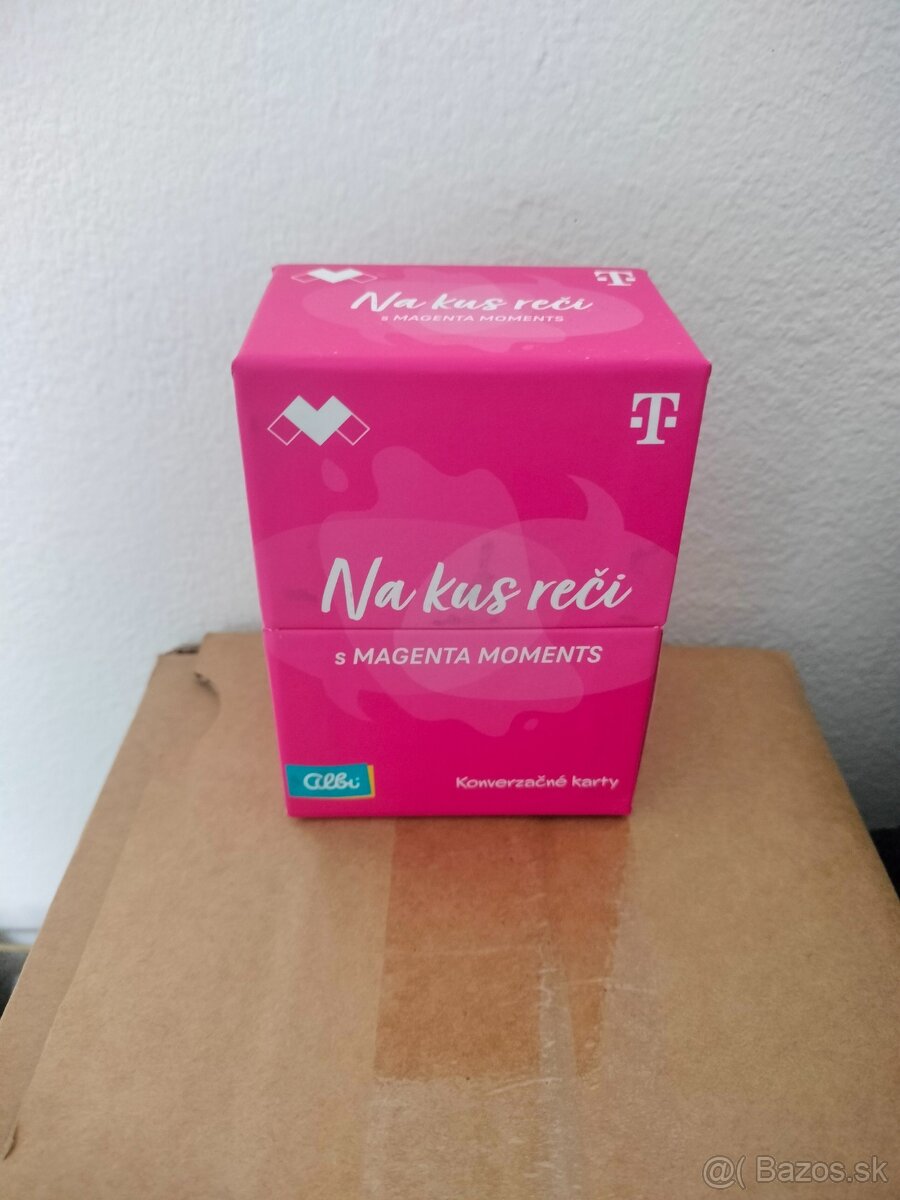 Na kus reči
s MAGENTA MOMENTS
T
Na kus reči
s MAGENTA MOMENTS
Albi
Konverzačné karty
@( Bazos.sk